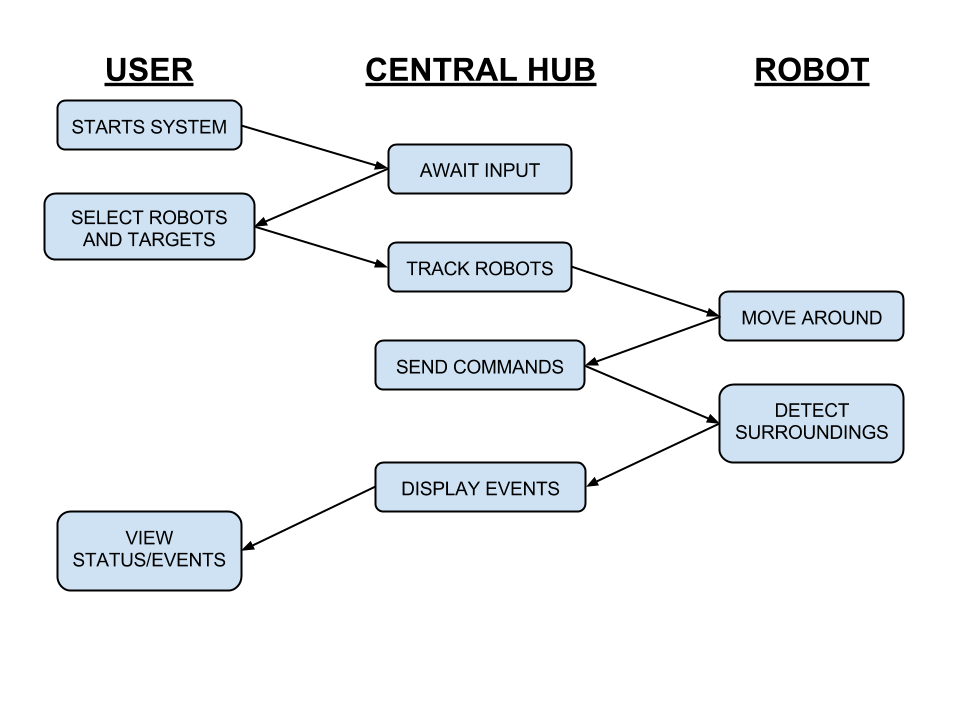 USER
CENTRAL HUB
ROBOT
STARTS SYSTEM
AWAIT INPUT
SELECT ROBOTS
AND TARGETS
TRACK ROBOTS
MOVE AROUND
SEND COMMANDS
DETECT
SURROUNDINGS
DISPLAY EVENTS
VIEW
STATUS/EVENTS